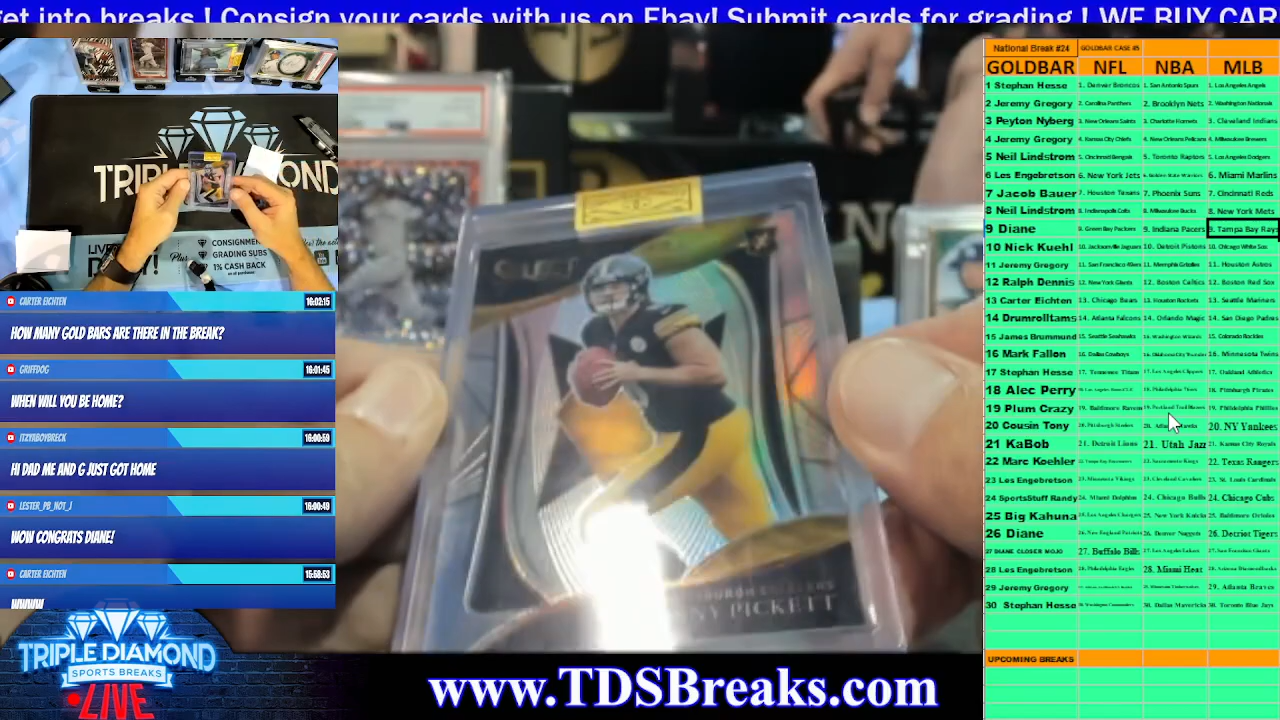 get into breaks ! Consign your cards with us on Ebay! Submit cards for grading ! WE BUY CAR
TRIPLE DIAMOND
CONSIGNMENT
GRADING SUBS
1% CASH BACK
Plus
CARTER EICHTEN 16:02:15
HOW MANY GOLD BARS ARE THERE IN THE BREAK?
GRIFFDOG 16:01:45
WHEN WILL YOU BE HOME?
ITZYABOYBRECK 16:00:59
HI DAD ME AND G JUST GOT HOME
LESTER_PB_NOT_J 16:00:49
WOW CONGRATS DIANE!
CARTER EICHTEN 15:58:53
WWWW
TRIPLE DIAMOND
SPORTS BREAKS
LIVE
NY PICKETT
www.TDSBreaks.com
National Break #24 GOLDBAR CASE #5
GOLDBAR NFL NBA MLB
1 Stephan Hesse 1. Denver Broncos 1. San Antonio Spurs 1. Los Angeles Angels
2 Jeremy Gregory 2. Carolina Panthers 2. Brooklyn Nets 2. Washington Nationals
3 Peyton Nyberg 3. New Orleans Saints 3. Charlotte Hornets 3. Cleveland Indians
4 Jeremy Gregory 4. Kansas City Chiefs 4. New Orleans Pelicans 4. Milwaukee Brewers
5 Neil Lindstrom 5. Cincinnati Bengals 5. Toronto Raptors 5. Los Angeles Dodgers
6 Les Engebretson 6. New York Jets 6. Golden State Warriors 6. Miami Marlins
7 Jacob Bauer 7. Houston Texans 7. Phoenix Suns 7. Cincinnati Reds
8 Neil Lindstrom 8. Indianapolis Colts 8. Milwaukee Bucks 8. New York Mets
9 Diane 9. Green Bay Packers 9. Indiana Pacers 9. Tampa Bay Rays
10 Nick Kuehl 10. Jacksonville Jaguars 10. Detroit Pistons 10. Chicago White Sox
11 Jeremy Gregory 11. San Francisco 49ers 11. Memphis Grizzlies 11. Houston Astros
12 Ralph Dennis 12. New York Giants 12. Boston Celtics 12. Boston Red Sox
13 Carter Eichten 13. Chicago Bears 13. Houston Rockets 13. Seattle Mariners
14 Drumrolltams 14. Atlanta Falcons 14. Orlando Magic 14. San Diego Padres
15 James Brummund 15. Seattle Seahawks 15. Washington Wizards 15. Colorado Rockies
16 Mark Fallon 16. Dallas Cowboys 16. Oklahoma City Thunder 16. Minnesota Twins
17 Stephan Hesse 17. Tennessee Titans 17. Los Angeles Clippers 17. Oakland Athletics
18 Alec Perry 18. Philadelphia 76ers 18. Pittsburgh Pirates
19 Plum Crazy 19. Baltimore Ravens 19. Portland Trail Blazers 19. Philadelphia Phillies
20 Cousin Tony 20. Pittsburgh Steelers 20. 20. NY Yankees
21 KaBob 21. Detroit Lions 21. Utah Jazz 21. Kansas City Royals
22 Marc Koehler 22. Tampa Bay Buccaneers 22. Sacramento Kings 22. Texas Rangers
23 Les Engebretson 23. Minnesota Vikings 23. Cleveland Cavaliers 23. St. Louis Cardinals
24 SportsStuff Randy 24. Miami Dolphins 24. Chicago Bulls 24. Chicago Cubs
25 Big Kahuna 25. Los Angeles Chargers 25. New York Knicks 25. Baltimore Orioles
26 Diane 26. New England Patriots 26. Denver Nuggets 26. Detriot Tigers
27 DIANE CLOSER MOJO 27. Buffslo Bills 27. Los Angeles Lakers 27. San Francisco Giants
28 Les Engebretson 28. Philadelphia Eagles 28. Miami Heat 28. Arizona Diamondbacks
29 Jeremy Gregory 29. Minnesota Timberwolves 29. Atlanta Braves
30 Stephan Hesse 30. Washington Commanders 30. Dallas Mavericks 30. Toronto Blue Jays
UPCOMING BREAKS